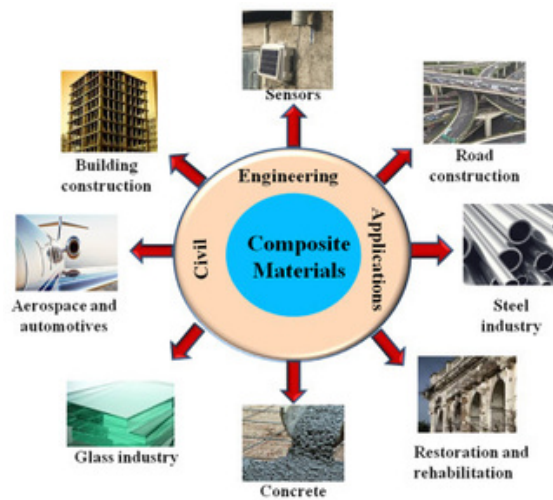 Sensors
Building
construction
Road
construction
Civil
Engineering
Applications
Composite
Materials
Aerospace and
automotives
Steel
industry
Glass industry
Concrete
Restoration and
rehabilitation